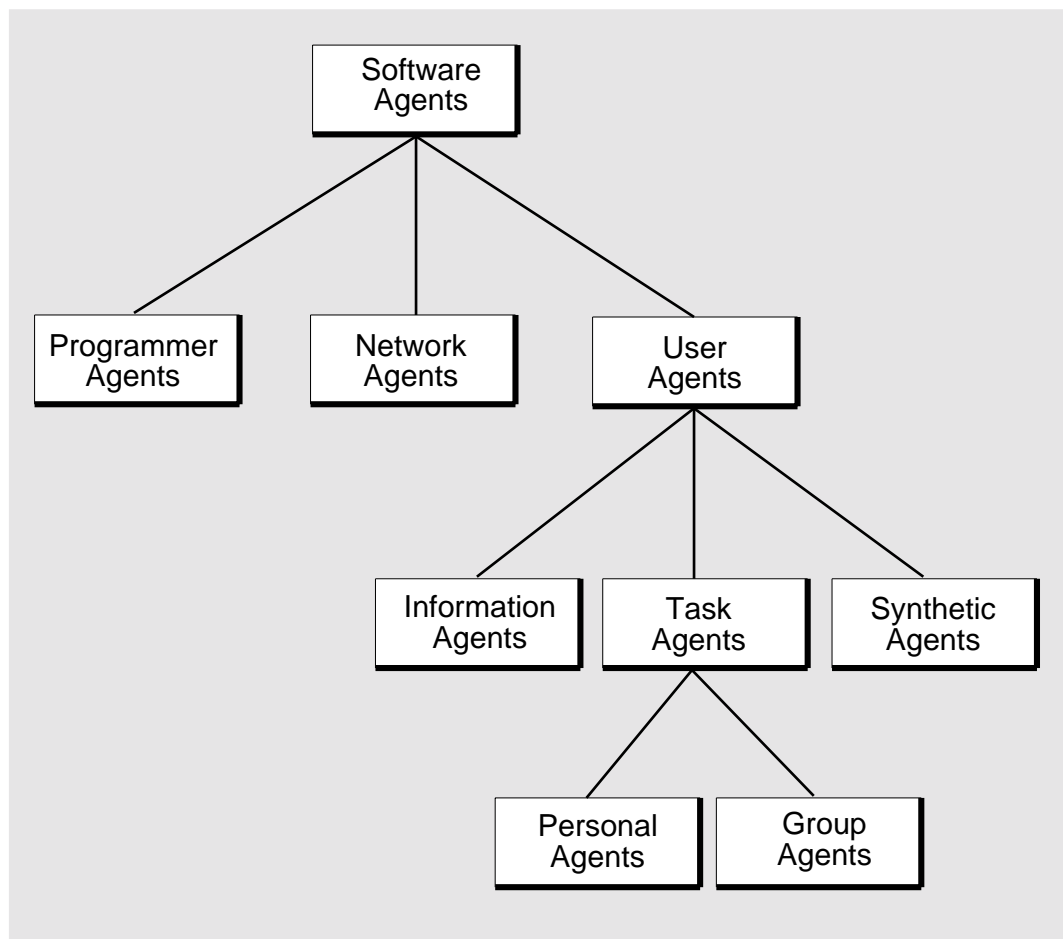 Software
Agents
Programmer
Agents
Network
Agents
User
Agents
Information
Agents
Task
Agents
Synthetic
Agents
Personal
Agents
Group
Agents